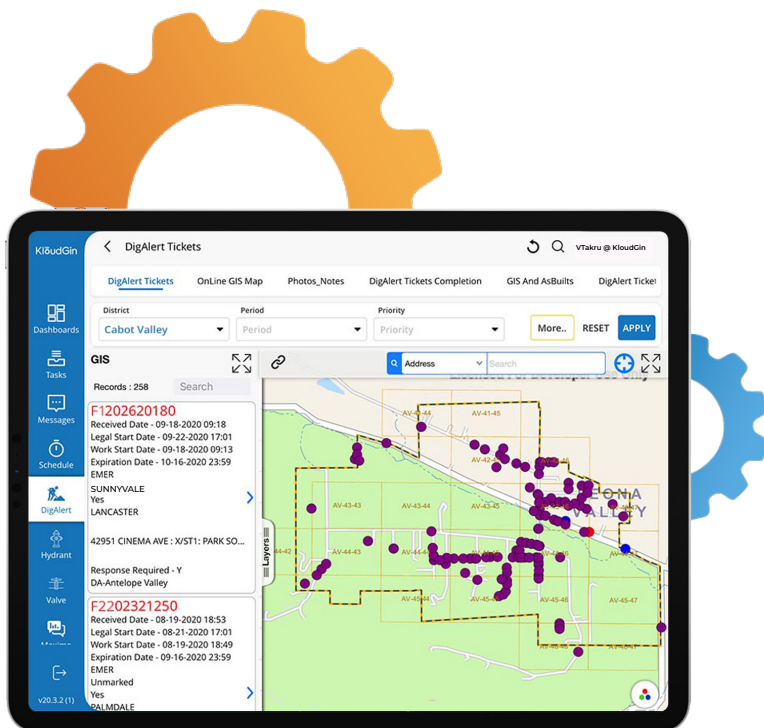 KloudGin
DigAlert Tickets
VTakru @ KloudGin
DigAlert Tickets
OnLine GIS Map
Photos_Notes
DigAlert Tickets Completion
GIS And AsBuilts
DigAlert Ticket
Dashboards
Tasks
Messages
Schedule
DigAlert
Hydrant
Valve
v20.3.2 (1)
District
Cabot Valley
Period
Period
Priority
Priority
More..
RESET
APPLY
GIS
Records : 258
Search
Address
Search
F1202620180
Received Date - 09-18-2020 09:18
Legal Start Date - 09-22-2020 17:01
Work Start Date - 09-18-2020 09:13
Expiration Date - 10-16-2020 23:59
EMER
SUNNYVALE
Yes
LANCASTER
42951 CINEMA AVE : X/ST1: PARK SO...
Response Required - Y
DA-Antelope Valley
F2202321250
Received Date - 08-19-2020 18:53
Legal Start Date - 08-21-2020 17:01
Work Start Date - 08-19-2020 18:49
Expiration Date - 09-16-2020 23:59
EMER
Unmarked
Yes
PALMDALE
Layers
AV-41-45
AV-43-43
AV-43-44
AV-43-45
44-42
AV-44-43
AV-44-44
AV-45-46
AV-45-47
VALLEY